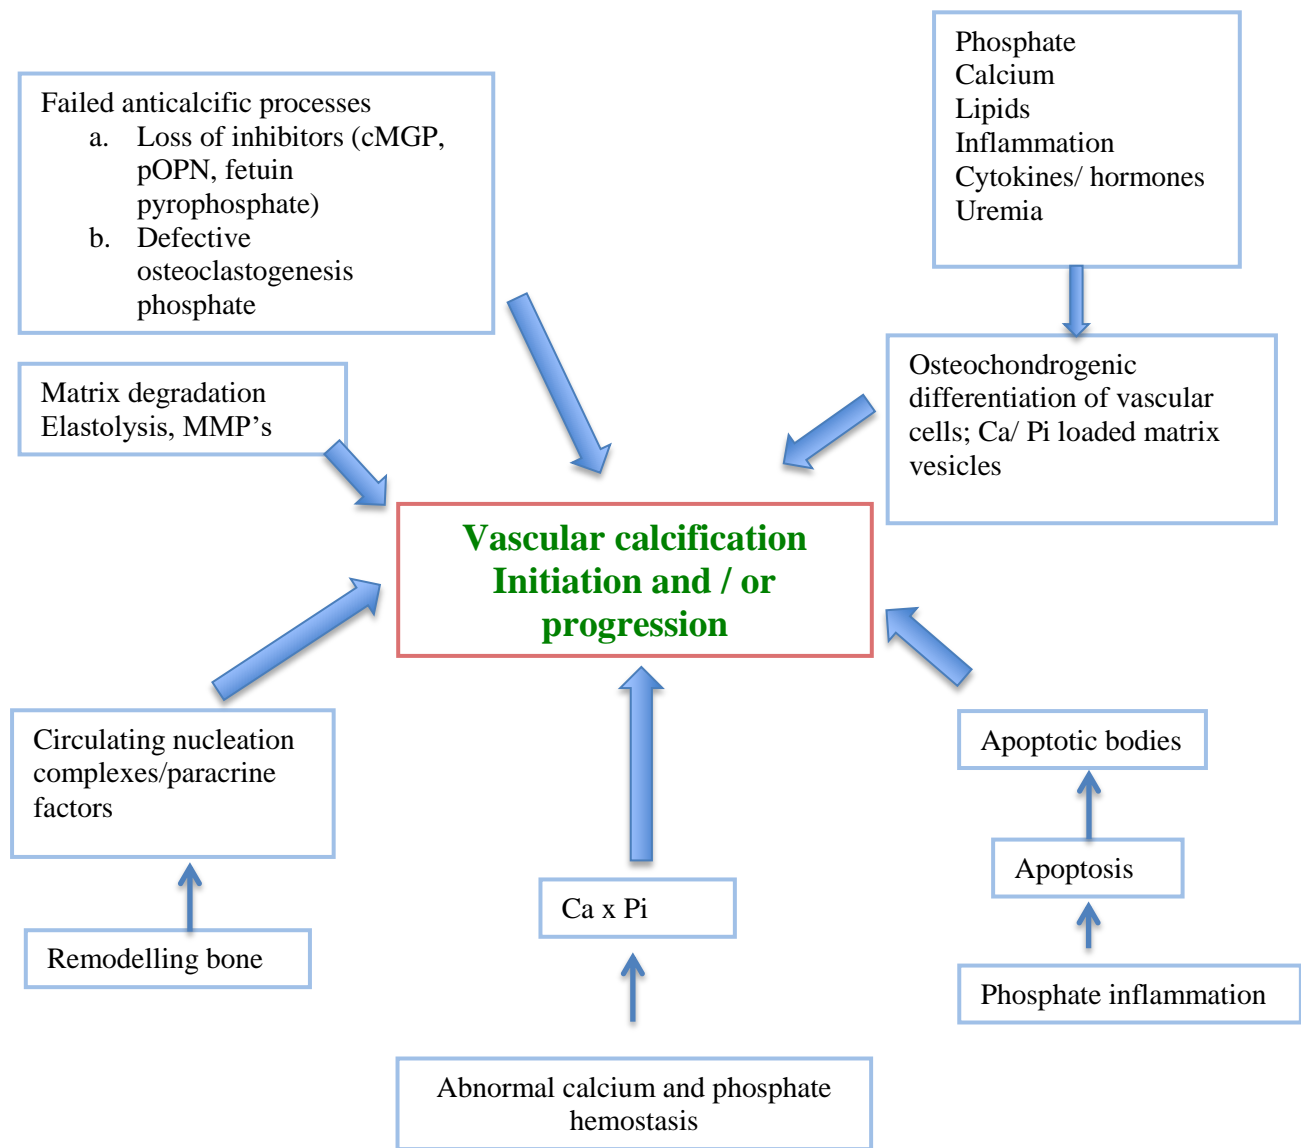 Phosphate
Calcium
Lipids
Inflammation
Cytokines/ hormones
Uremia
Failed anticalcific processes
a. Loss of inhibitors (cMGP,
pOPN, fetuin
pyrophosphate)
b. Defective
osteoclastogenesis
phosphate
Matrix degradation
Elastolysis, MMP’s
Osteochondrogenic
differentiation of vascular
cells; Ca/ Pi loaded matrix
vesicles
Vascular calcification
Initiation and / or
progression
Circulating nucleation
complexes/paracrine
factors
Apoptotic bodies
Apoptosis
Ca x Pi
Remodelling bone
Phosphate inflammation
Abnormal calcium and phosphate
hemostasis